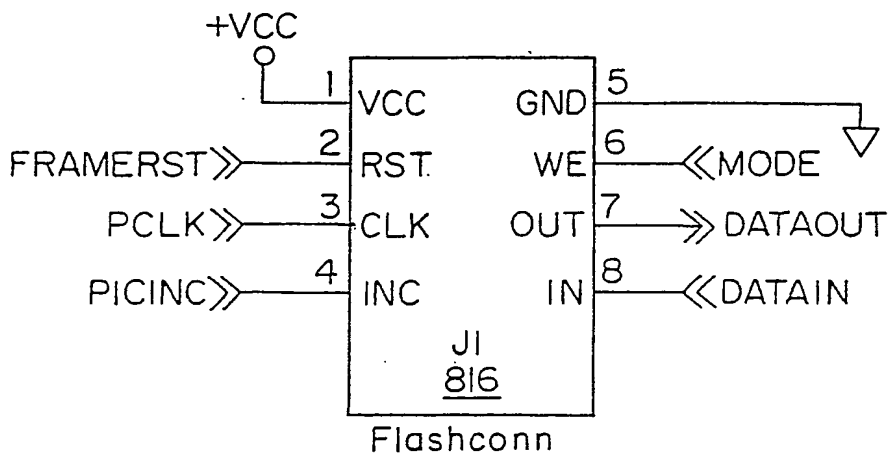 +VCC
1 VCC GND 5
FRAMERST 2 RST. WE 6 MODE
PCLK 3 CLK OUT 7 DATAOUT
PICINC 4 INC IN 8 DATAIN
J1
816
Flashconn